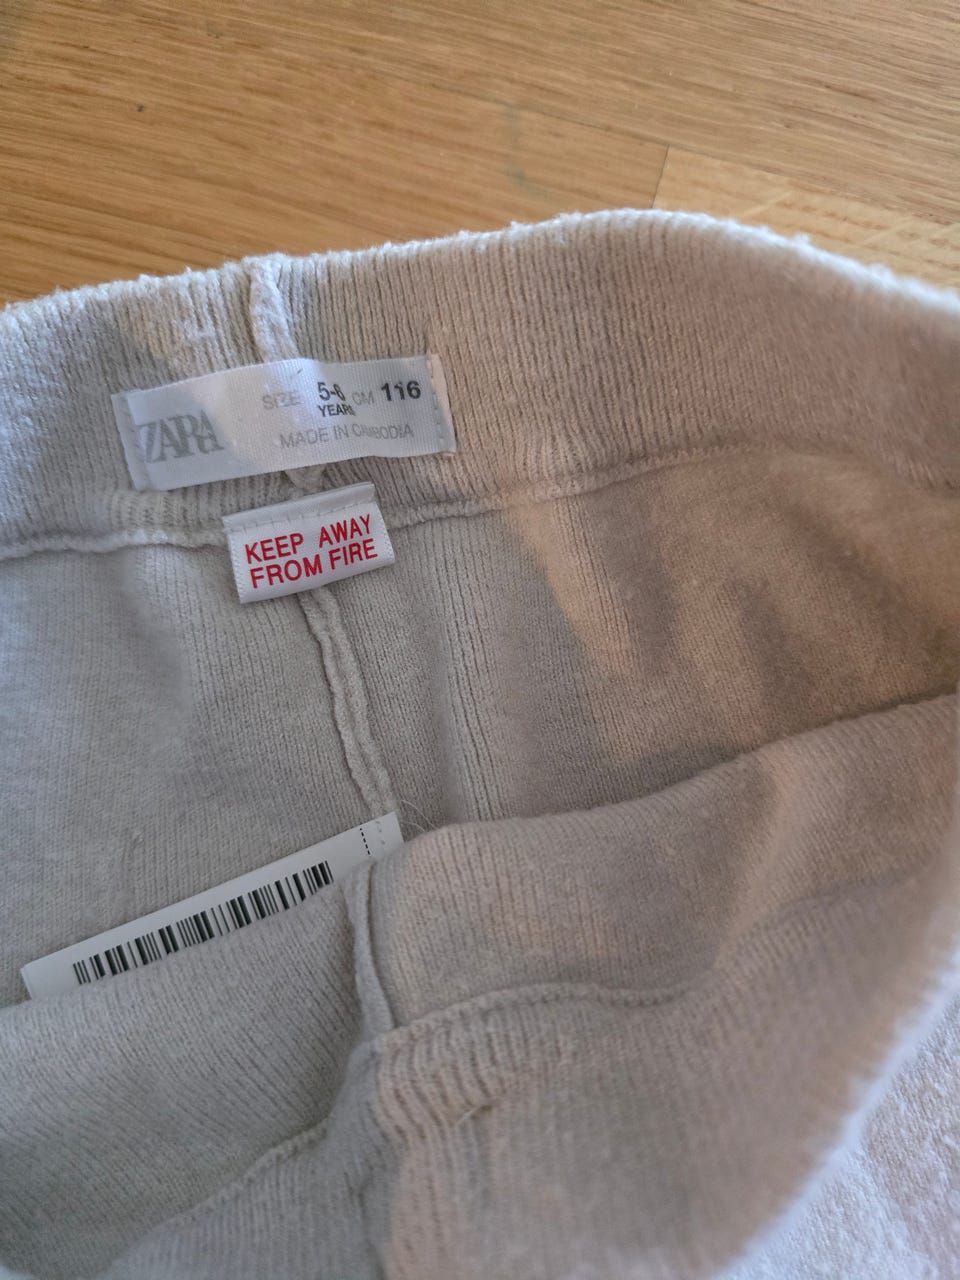 ZARA
SIZE 5-6 CM 116
YEARS
MADE IN CAMBODIA
KEEP AWAY
FROM FIRE